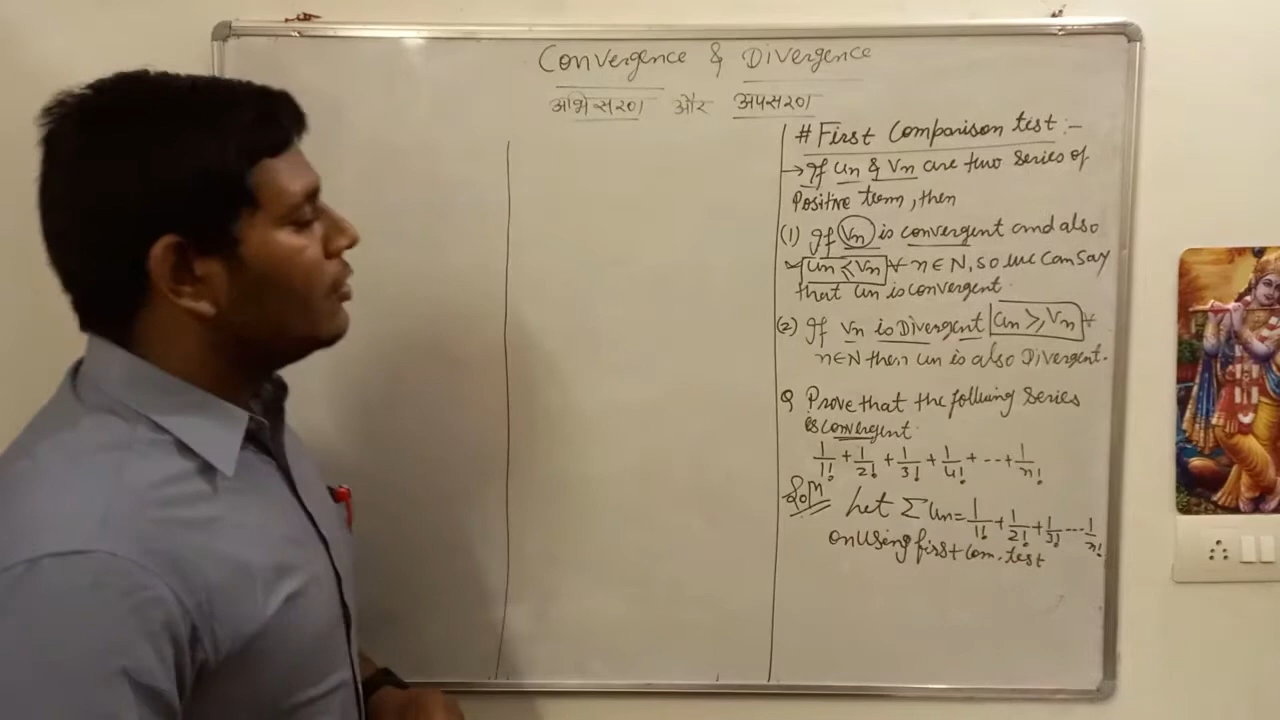 Convergence & Divergence
अभिसरण और अपसरण
# First Comparison test :-
→ If un & Vn are two series of
Positive term, then
(1) If Vn is convergent and also
un ≤ Vn ∀ n ∈ N, so we can say
that un is convergent.
(2) If Vn is Divergent un ≥ Vn ∀
n∈N then un is also Divergent.
Q Prove that the following series
is convergent.
1/1! + 1/2! + 1/3! + 1/4! + --- + 1/n!
Soln Let Σ un = 1/1! + 1/2! + 1/3! --- 1/n!
on using first com. test